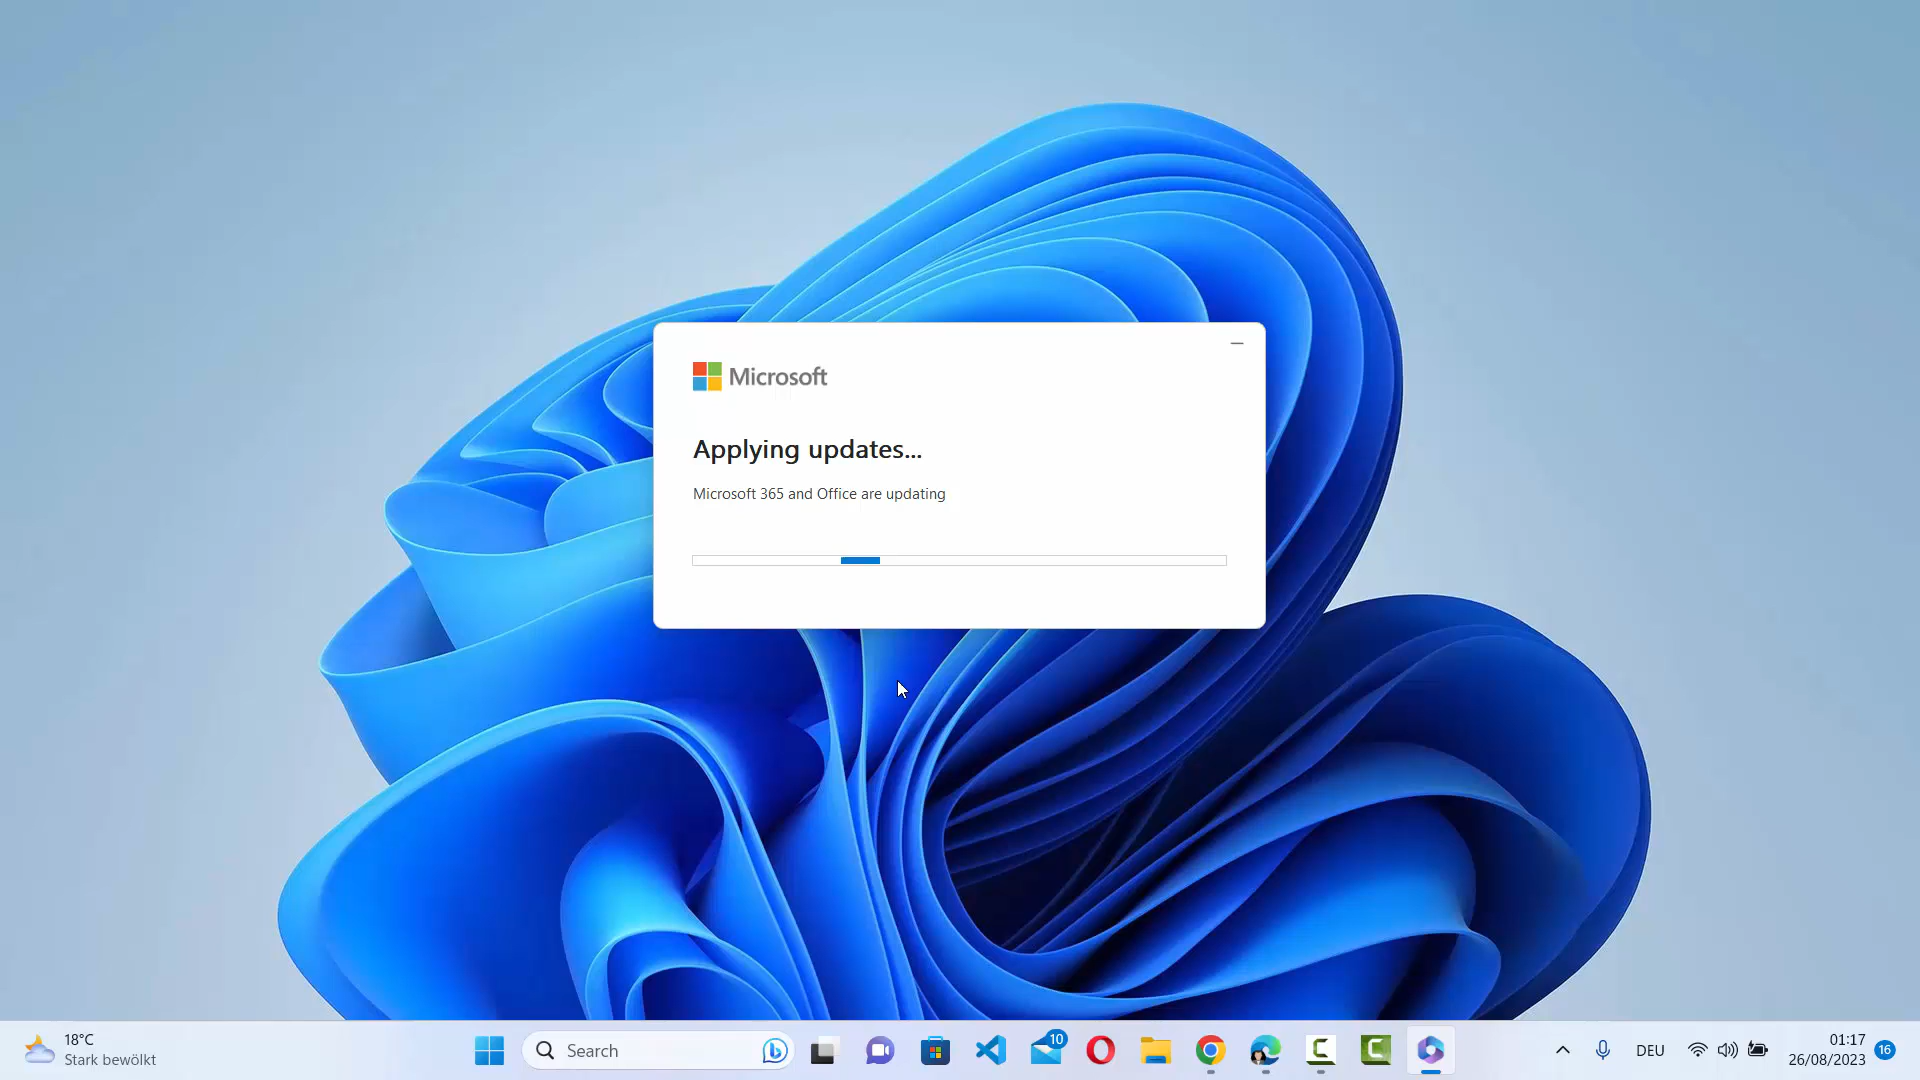 Microsoft
Applying updates...
Microsoft 365 and Office are updating
18°C
Stark bewölkt
Search
10
DEU
01:17
26/08/2023
16